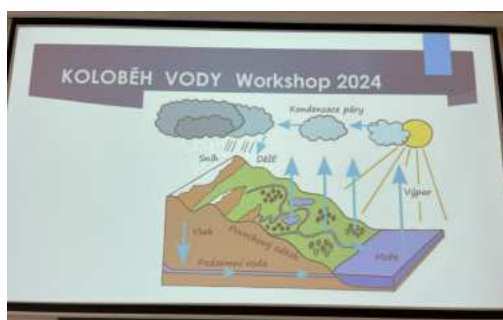 KOLOBĚH VODY Workshop 2024
Kondenzace páry
Sníh
Déšť
Výpar
Vsak
Povrchový odtok
Podzemní voda
Moře